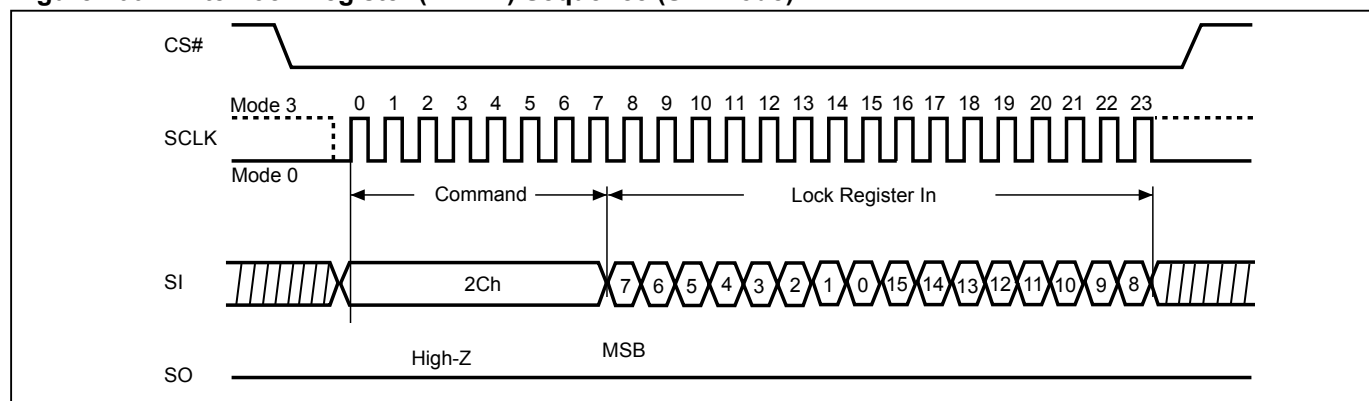 CS#
Mode 3
0 1 2 3 4 5 6 7 8 9 10 11 12 13 14 15 16 17 18 19 20 21 22 23
SCLK
Mode 0
Command
Lock Register In
SI
2Ch
7 6 5 4 3 2 1 0 15 14 13 12 11 10 9 8
High-Z
MSB
SO